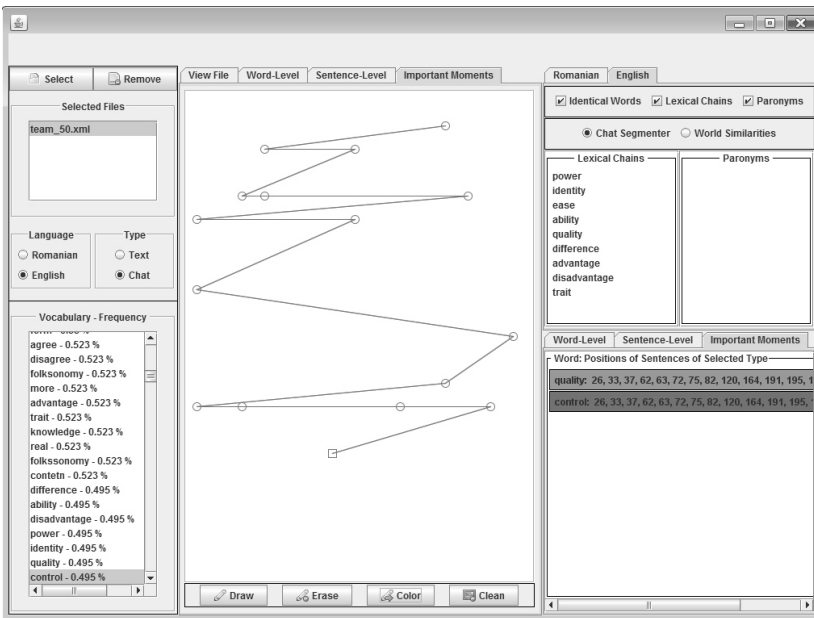 Select Remove
Selected Files
team_50.xml
Language Type
Romanian Text
English Chat
Vocabulary - Frequency
agree - 0.523 %
disagree - 0.523 %
folksonomy - 0.523 %
more - 0.523 %
advantage - 0.523 %
trait - 0.523 %
knowledge - 0.523 %
real - 0.523 %
folkssonomy - 0.523 %
contetn - 0.523 %
difference - 0.495 %
ability - 0.495 %
disadvantage - 0.495 %
power - 0.495 %
identity - 0.495 %
quality - 0.495 %
control - 0.495 %
View File Word-Level Sentence-Level Important Moments
Draw Erase Color Clean
Romanian English
Identical Words Lexical Chains Paronyms
Chat Segmenter World Similarities
Lexical Chains Paronyms
power
identity
ease
ability
quality
difference
advantage
disadvantage
trait
Word-Level Sentence-Level Important Moments
Word: Positions of Sentences of Selected Type
quality: 26, 33, 37, 62, 63, 72, 75, 82, 120, 164, 191, 195, 1
control: 26, 33, 37, 62, 63, 72, 75, 82, 120, 164, 191, 195,